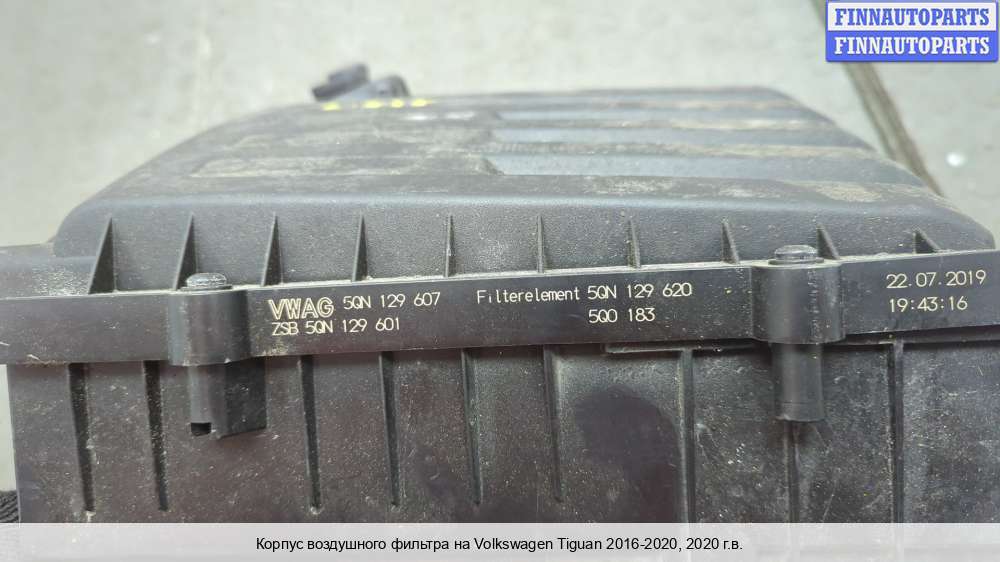 FINNAUTOPARTS
FINNAUTOPARTS
VWAG 5QN 129 607 Filterelement 5QN 129 620
ZSB 5QN 129 601 5Q0 183
22.07.2019
19:43:16
Корпус воздушного фильтра на Volkswagen Tiguan 2016-2020, 2020 г.в.